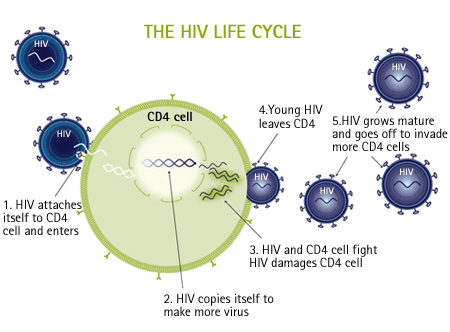 THE HIV LIFE CYCLE
HIV
HIV
CD4 cell
1. HIV attaches
itself to CD4
cell and enters
2. HIV copies itself to
make more virus
3. HIV and CD4 cell fight
HIV damages CD4 cell
4.Young HIV
leaves CD4
HIV
HIV
5.HIV grows mature
and goes off to invade
more CD4 cells
HIV
HIV